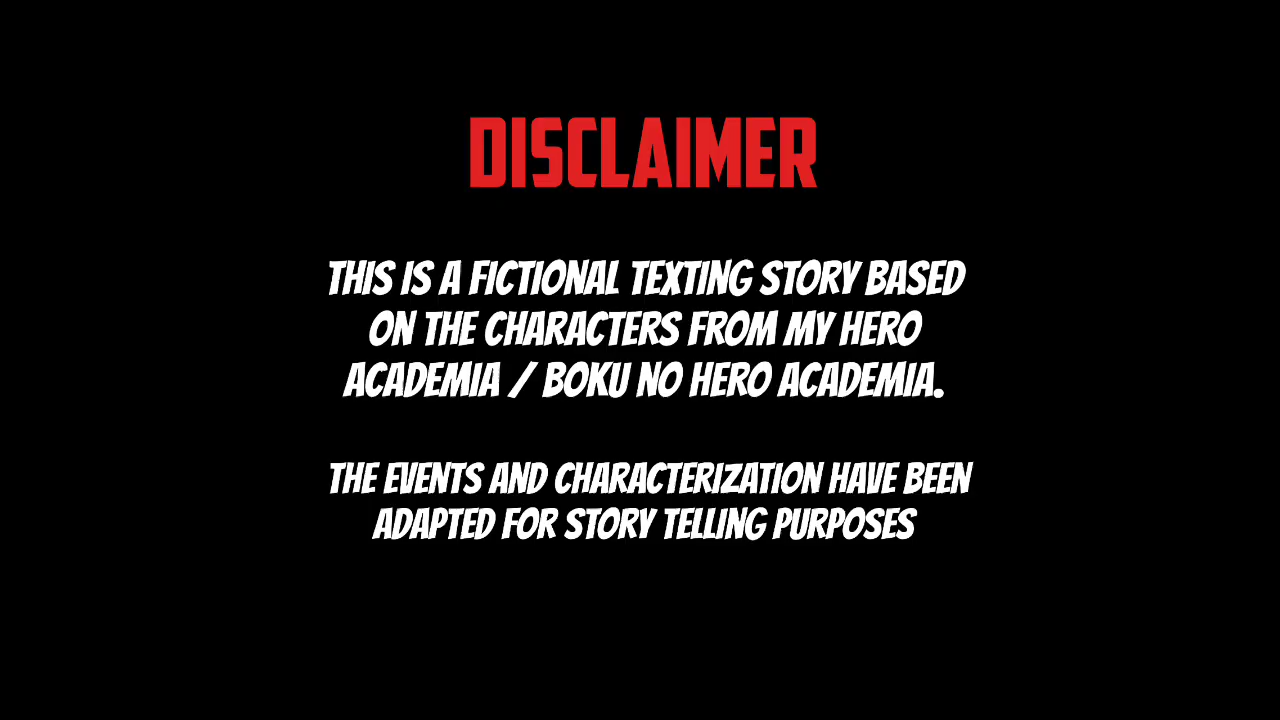 DISCLAIMER
THIS IS A FICTIONAL TEXTING STORY BASED
ON THE CHARACTERS FROM MY HERO
ACADEMIA / BOKU NO HERO ACADEMIA.
THE EVENTS AND CHARACTERIZATION HAVE BEEN
ADAPTED FOR STORY TELLING PURPOSES